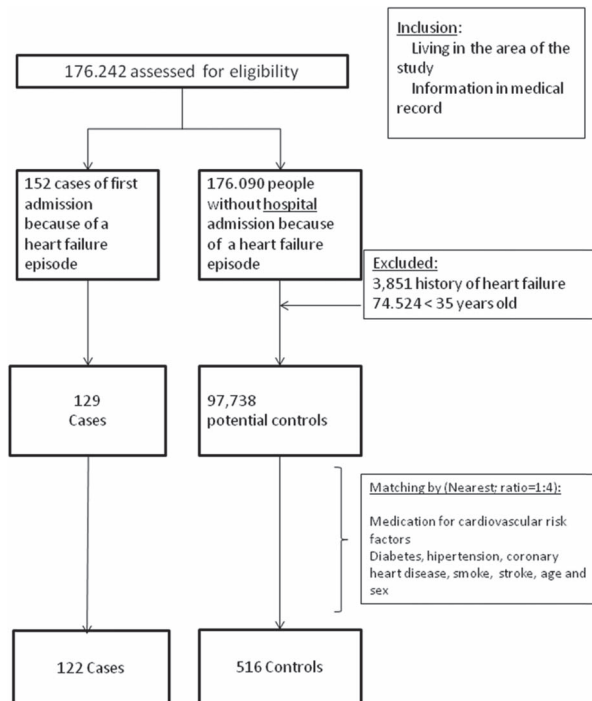 Inclusion:
Living in the area of the
study
Information in medical
record
176.242 assessed for eligibility
152 cases of first
admission
because of a
heart failure
episode
176.090 people
without hospital
admission because
of a heart failure
episode
Excluded:
3,851 history of heart failure
74.524 < 35 years old
129
Cases
97,738
potential controls
Matching by (Nearest; ratio=1:4):
Medication for cardiovascular risk
factors
Diabetes, hipertension, coronary
heart disease, smoke, stroke, age and
sex
122 Cases
516 Controls